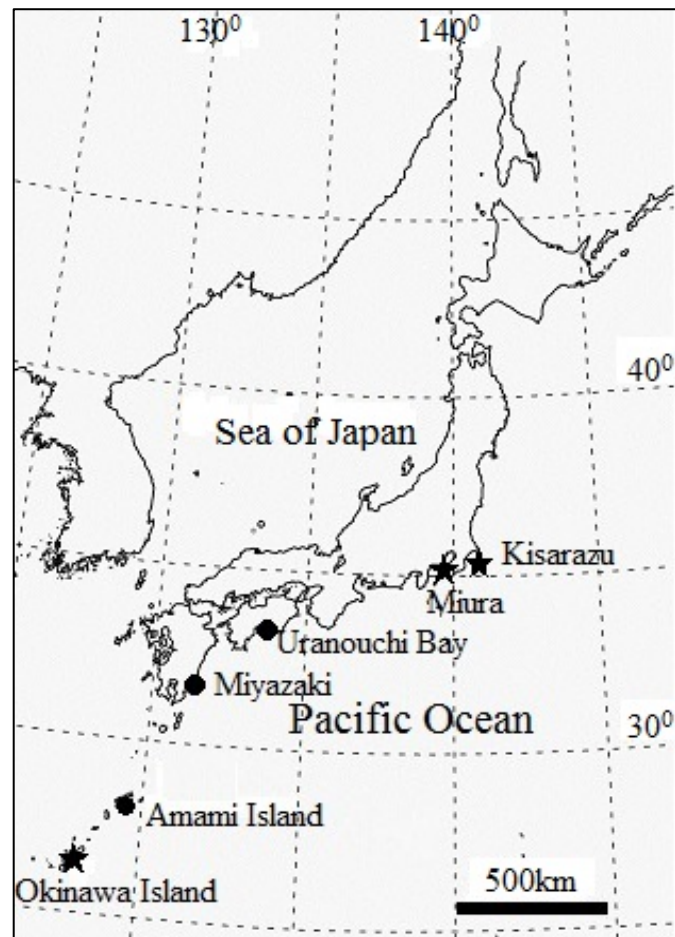 130⁰
140⁰
40⁰
Sea of Japan
Kisarazu
Miura
Uranouchi Bay
Miyazaki
Pacific Ocean
30⁰
Amami Island
500km
Okinawa Island